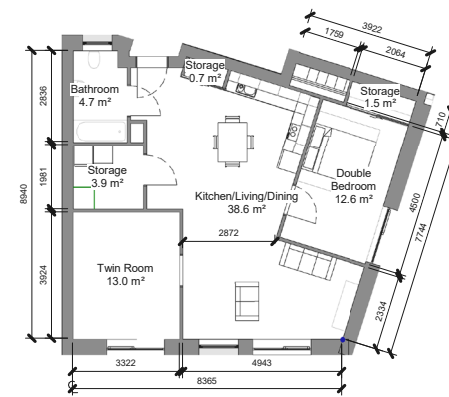 3922
1759
2064
Storage
0.7 m²
Storage
1.5 m²
Bathroom
4.7 m²
2836
710
Double
Bedroom
12.6 m²
Storage
3.9 m²
1981
8940
Kitchen/Living/Dining
38.6 m²
4500
7744
2872
Twin Room
13.0 m²
3924
2334
3322
4943
8365